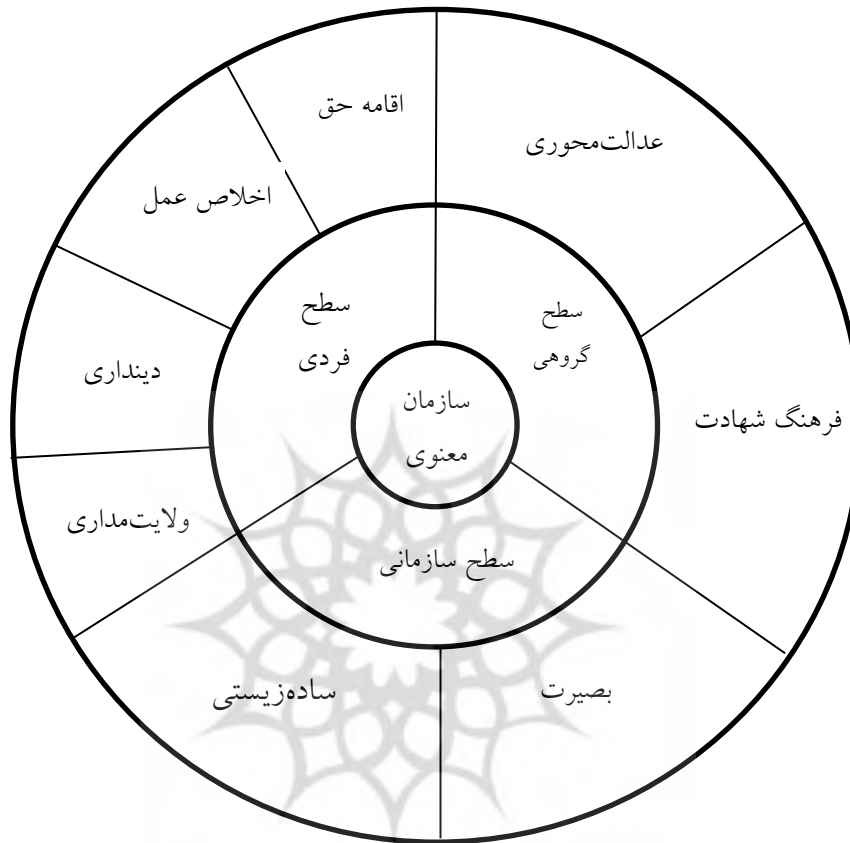 اقامه حق
عدالت‌محوری
اخلاص عمل
سطح
فردی
سطح
گروهی
دینداری
سازمان
معنوی
فرهنگ شهادت
ولایت‌مداری
سطح سازمانی
ساده‌زیستی
بصیرت